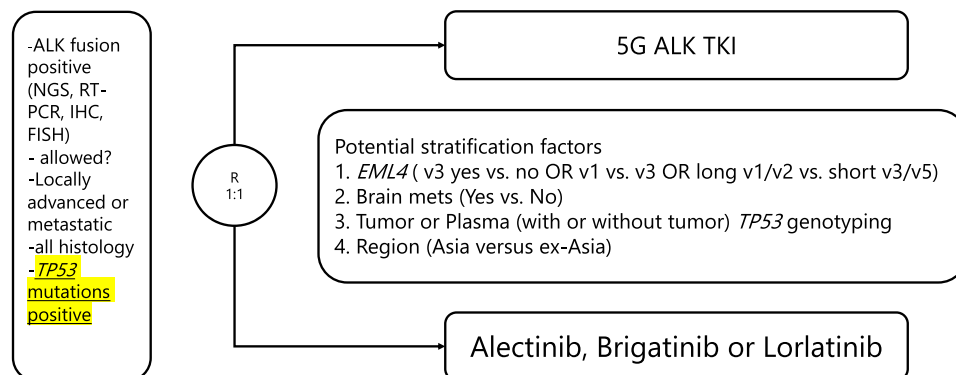 -ALK fusion
positive
(NGS, RT-
PCR, IHC,
FISH)
- allowed?
-Locally
advanced or
metastatic
-all histology
-TP53
mutations
positive
R
1:1
5G ALK TKI
Potential stratification factors
1. EML4 ( v3 yes vs. no OR v1 vs. v3 OR long v1/v2 vs. short v3/v5)
2. Brain mets (Yes vs. No)
3. Tumor or Plasma (with or without tumor) TP53 genotyping
4. Region (Asia versus ex-Asia)
Alectinib, Brigatinib or Lorlatinib